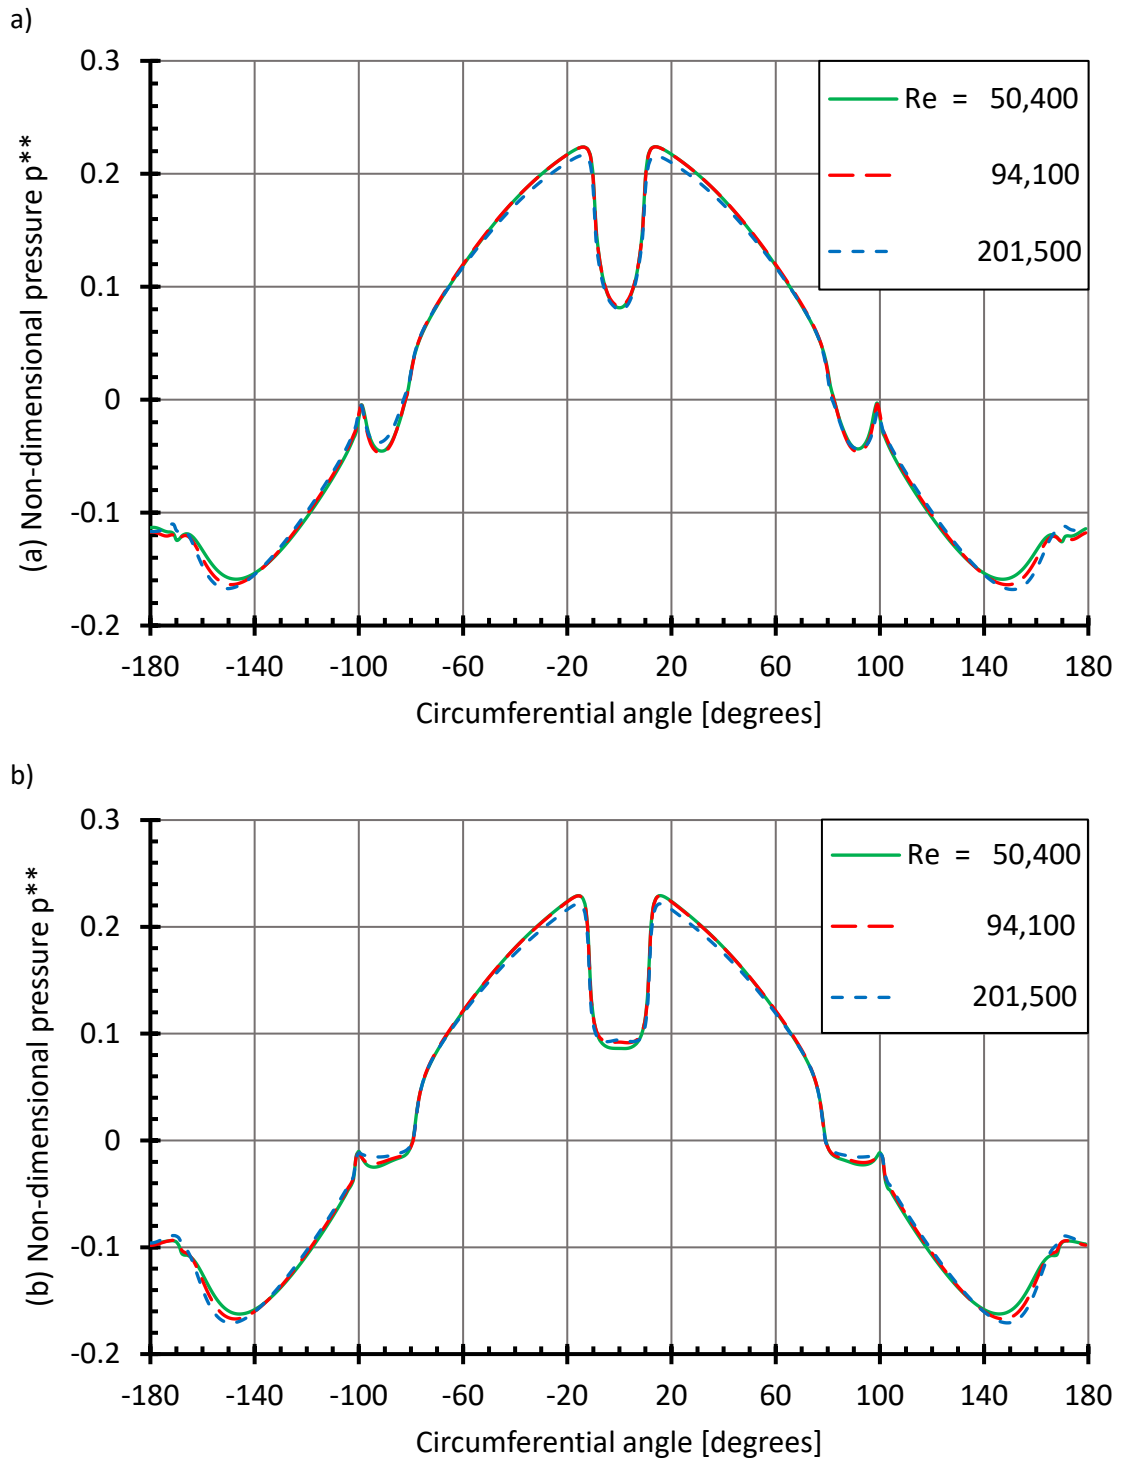 a)
(a) Non-dimensional pressure p**
0.3
0.2
0.1
0
-0.1
-0.2
Re = 50,400
94,100
201,500
-180 -140 -100 -60 -20 20 60 100 140 180
Circumferential angle [degrees]
b)
(b) Non-dimensional pressure p**
0.3
0.2
0.1
0
-0.1
-0.2
Re = 50,400
94,100
201,500
-180 -140 -100 -60 -20 20 60 100 140 180
Circumferential angle [degrees]